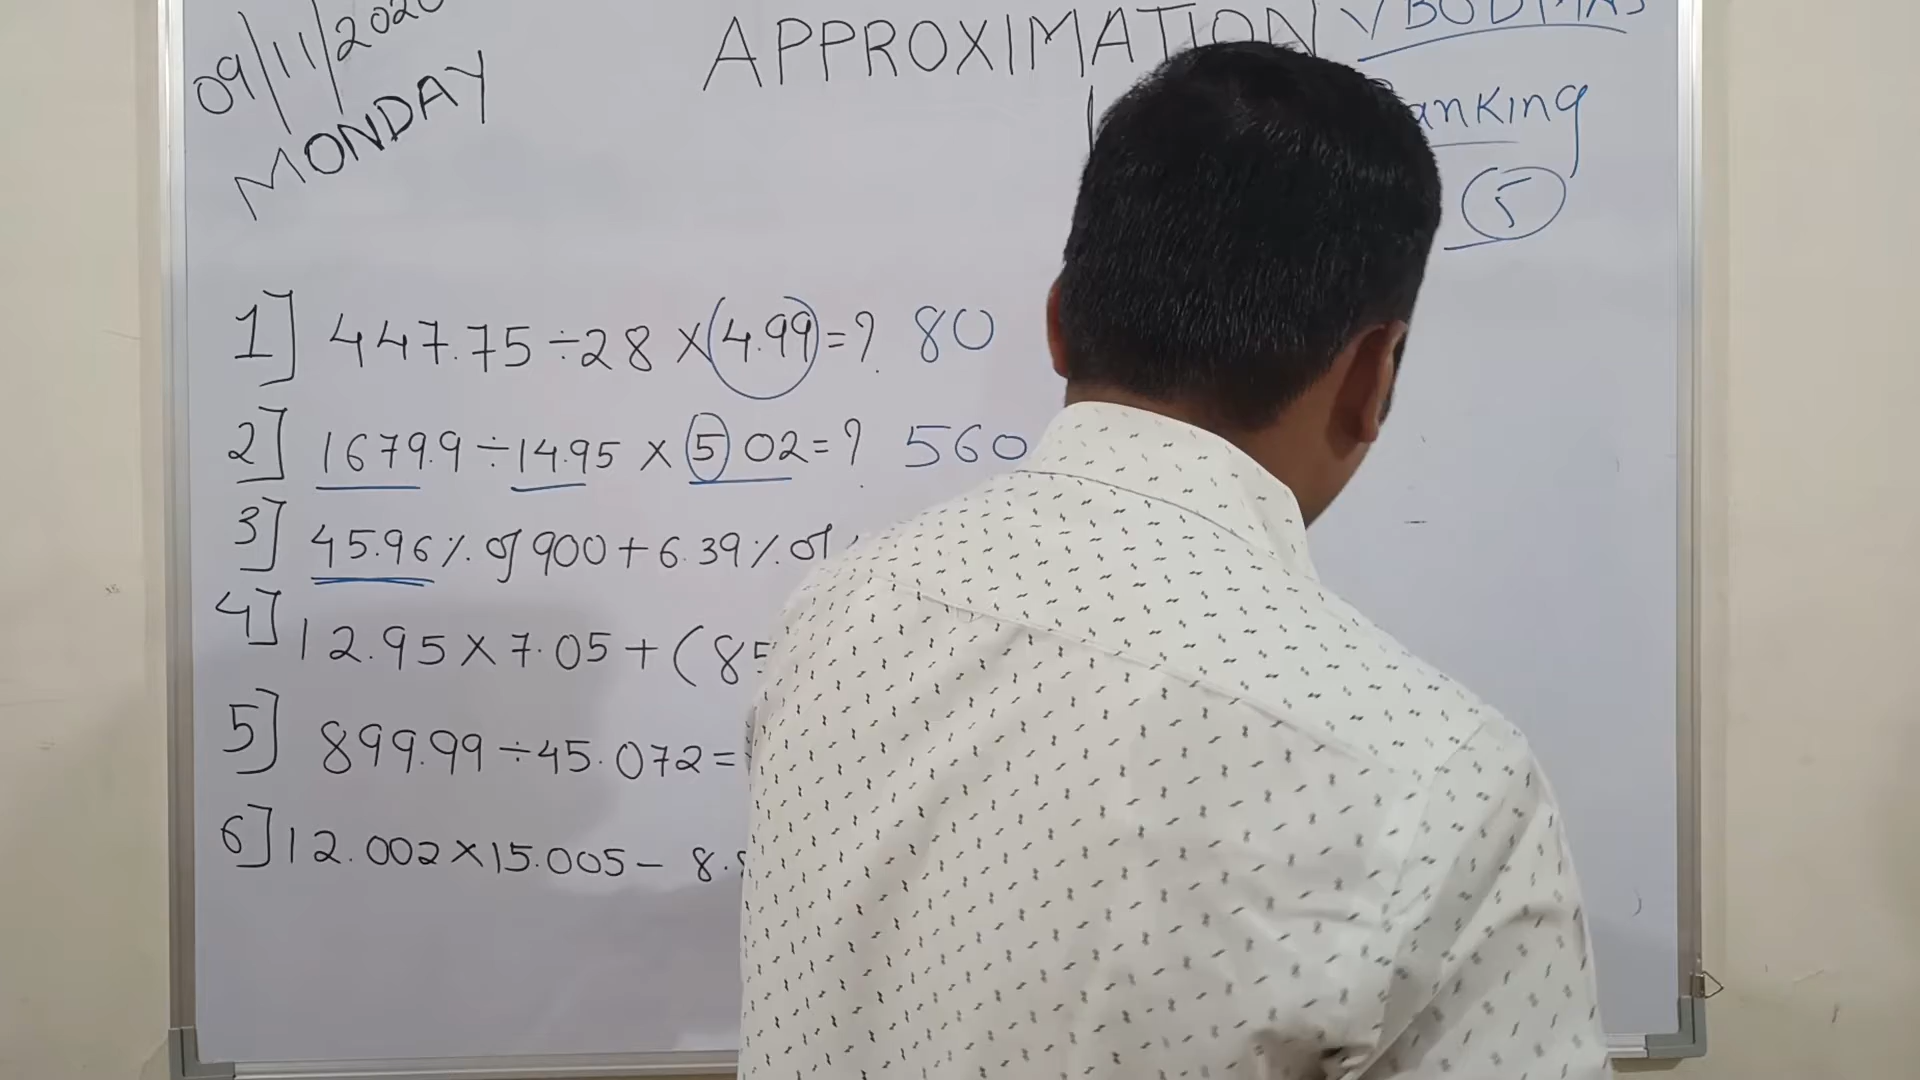 09/11/2020
MONDAY
APPROXIMATION
✓ BODMAS
5
1] 447.75 ÷ 28 × (4.99) = ? 80
2] 1679.9 ÷ 14.95 × 5 02 = ? 560
3] 45.96 % of 900 + 6.39 % of
4] 12.95 × 7.05 + (85
5] 899.99 ÷ 45.072 =
6] 12.002 × 15.005 - 8.